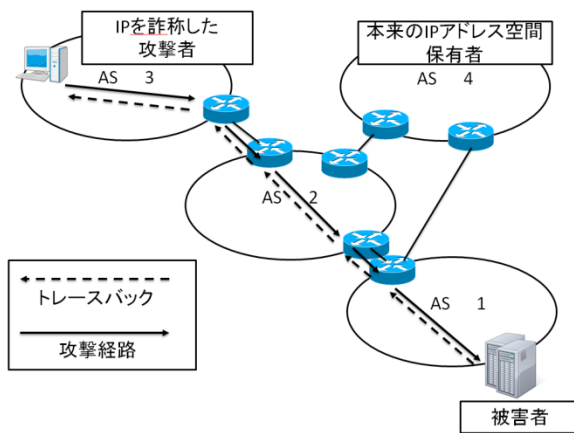 IPを詐称した
攻撃者
AS 3
本来のIPアドレス空間
保有者
AS 4
AS 2
AS 1
トレースバック
攻撃経路
被害者